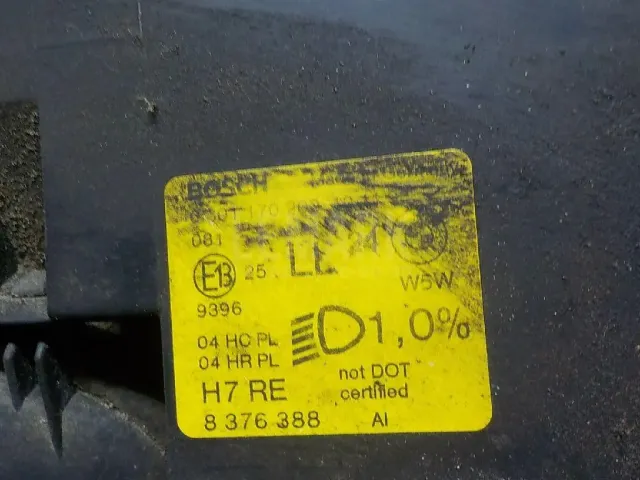 BOSCH
081
LE
E13 25
W5W
9396
04 HC PL
04 HR PL
1,0%
H7 RE
not DOT
certified
8 376 388
AI